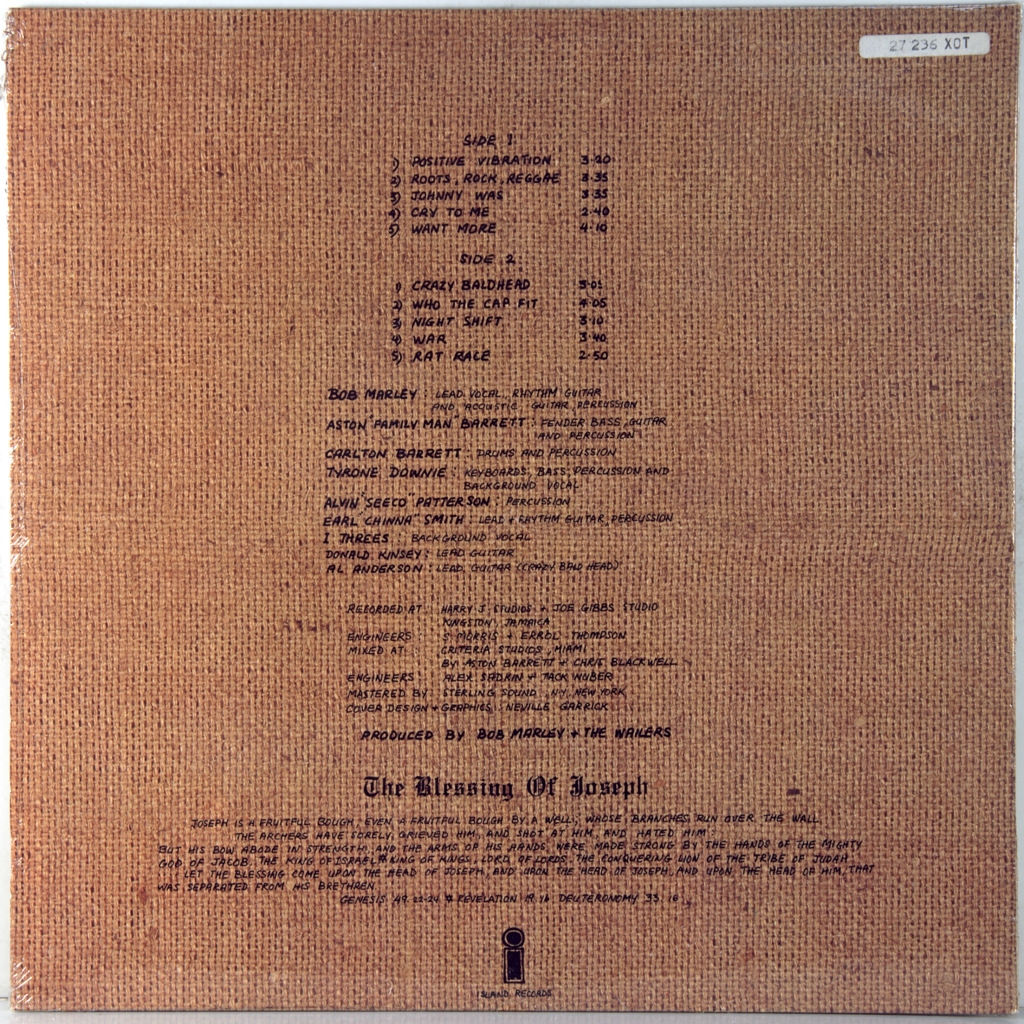 27 236 XOT
SIDE 1
1) POSITIVE VIBRATION 3·20
2) ROOTS, ROCK, REGGAE 3·35
3) JOHNNY WAS 3·35
4) CRY TO ME 2·40
5) WANT MORE 4·10
SIDE 2
1) CRAZY BALDHEAD 3·05
2) WHO THE CAP FIT 4·05
3) NIGHT SHIFT 3·10
4) WAR 3·40
5) RAT RACE 2·50
BOB MARLEY : LEAD VOCAL, RHYTHM GUITAR
AND ACOUSTIC GUITAR, PERCUSSION
ASTON "FAMILY MAN" BARRETT : FENDER BASS, GUITAR
AND PERCUSSION
CARLTON BARRETT : DRUMS AND PERCUSSION
TYRONE DOWNIE : KEYBOARDS, BASS, PERCUSSION AND
BACKGROUND VOCAL
ALVIN "SEECO" PATTERSON : PERCUSSION
EARL "CHINNA" SMITH : LEAD + RHYTHM GUITAR, PERCUSSION
I THREES : BACKGROUND VOCAL
DONALD KINSEY : LEAD GUITAR
AL ANDERSON : LEAD GUITAR (CRAZY BALD HEAD)
RECORDED AT HARRY J. STUDIOS + JOE GIBBS STUDIO
KINGSTON, JAMAICA
ENGINEERS : S. MORRIS + ERROL THOMPSON
MIXED AT : CRITERIA STUDIOS, MIAMI
BY ASTON BARRETT + CHRIS BLACKWELL
ENGINEERS : ALEX SADKIN + JACK NUBER
MASTERED BY STERLING SOUND, N.Y. NEW YORK
COVER DESIGN + GRAPHICS : NEVILLE GARRICK
PRODUCED BY BOB MARLEY + THE WAILERS
The Blessing Of Joseph
JOSEPH IS A FRUITFUL BOUGH, EVEN A FRUITFUL BOUGH BY A WELL; WHOSE BRANCHES RUN OVER THE WALL
THE ARCHERS HAVE SORELY GRIEVED HIM, AND SHOT AT HIM, AND HATED HIM :
BUT HIS BOW ABODE IN STRENGTH, AND THE ARMS OF HIS HANDS WERE MADE STRONG BY THE HANDS OF THE MIGHTY
GOD OF JACOB. THE KING OF ISRAEL * KING OF KINGS, LORD OF LORDS, THE CONQUERING LION OF THE TRIBE OF JUDAH
LET THE BLESSING COME UPON THE HEAD OF JOSEPH, AND UPON THE HEAD OF JOSEPH, AND UPON THE HEAD OF HIM, THAT
WAS SEPARATED FROM HIS BRETHREN.
GENESIS 49. 22-24 * REVELATION 19. 16 DEUTERONOMY 33. 16
ISLAND RECORDS